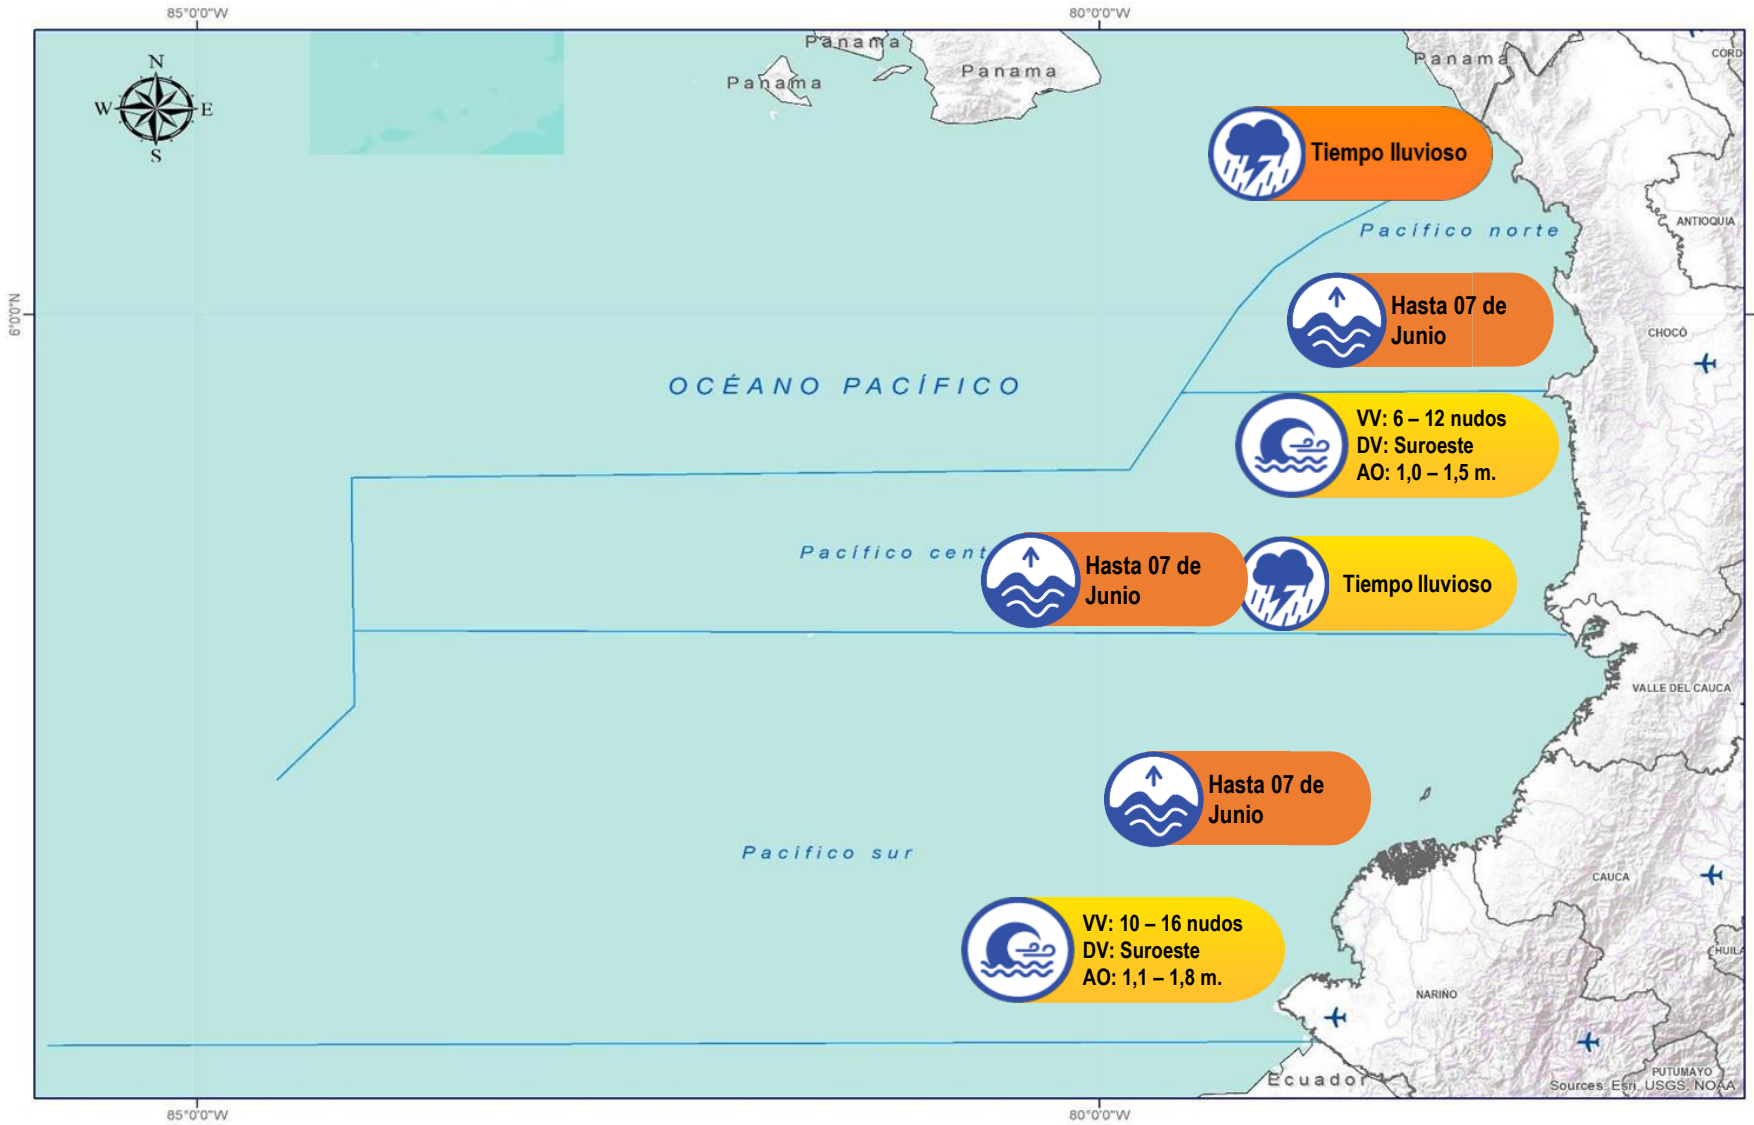 85°0'0"W
80°0'0"W
N
W
E
S
6°0'0"N
Panama
Panama
Panama
Panama
CÓRD
Tiempo lluvioso
ANTIOQUIA
Pacífico norte
Hasta 07 de
Junio
CHOCÓ
OCÉANO PACÍFICO
VV: 6 – 12 nudos
DV: Suroeste
AO: 1,0 – 1,5 m.
Pacífico cent
Hasta 07 de
Junio
Tiempo lluvioso
VALLE DEL CAUCA
Hasta 07 de
Junio
Pacífico sur
CAUCA
VV: 10 – 16 nudos
DV: Suroeste
AO: 1,1 – 1,8 m.
HUILA
NARIÑO
Ecuador
PUTUMAYO
Sources: Esri, USGS, NOAA
85°0'0"W
80°0'0"W